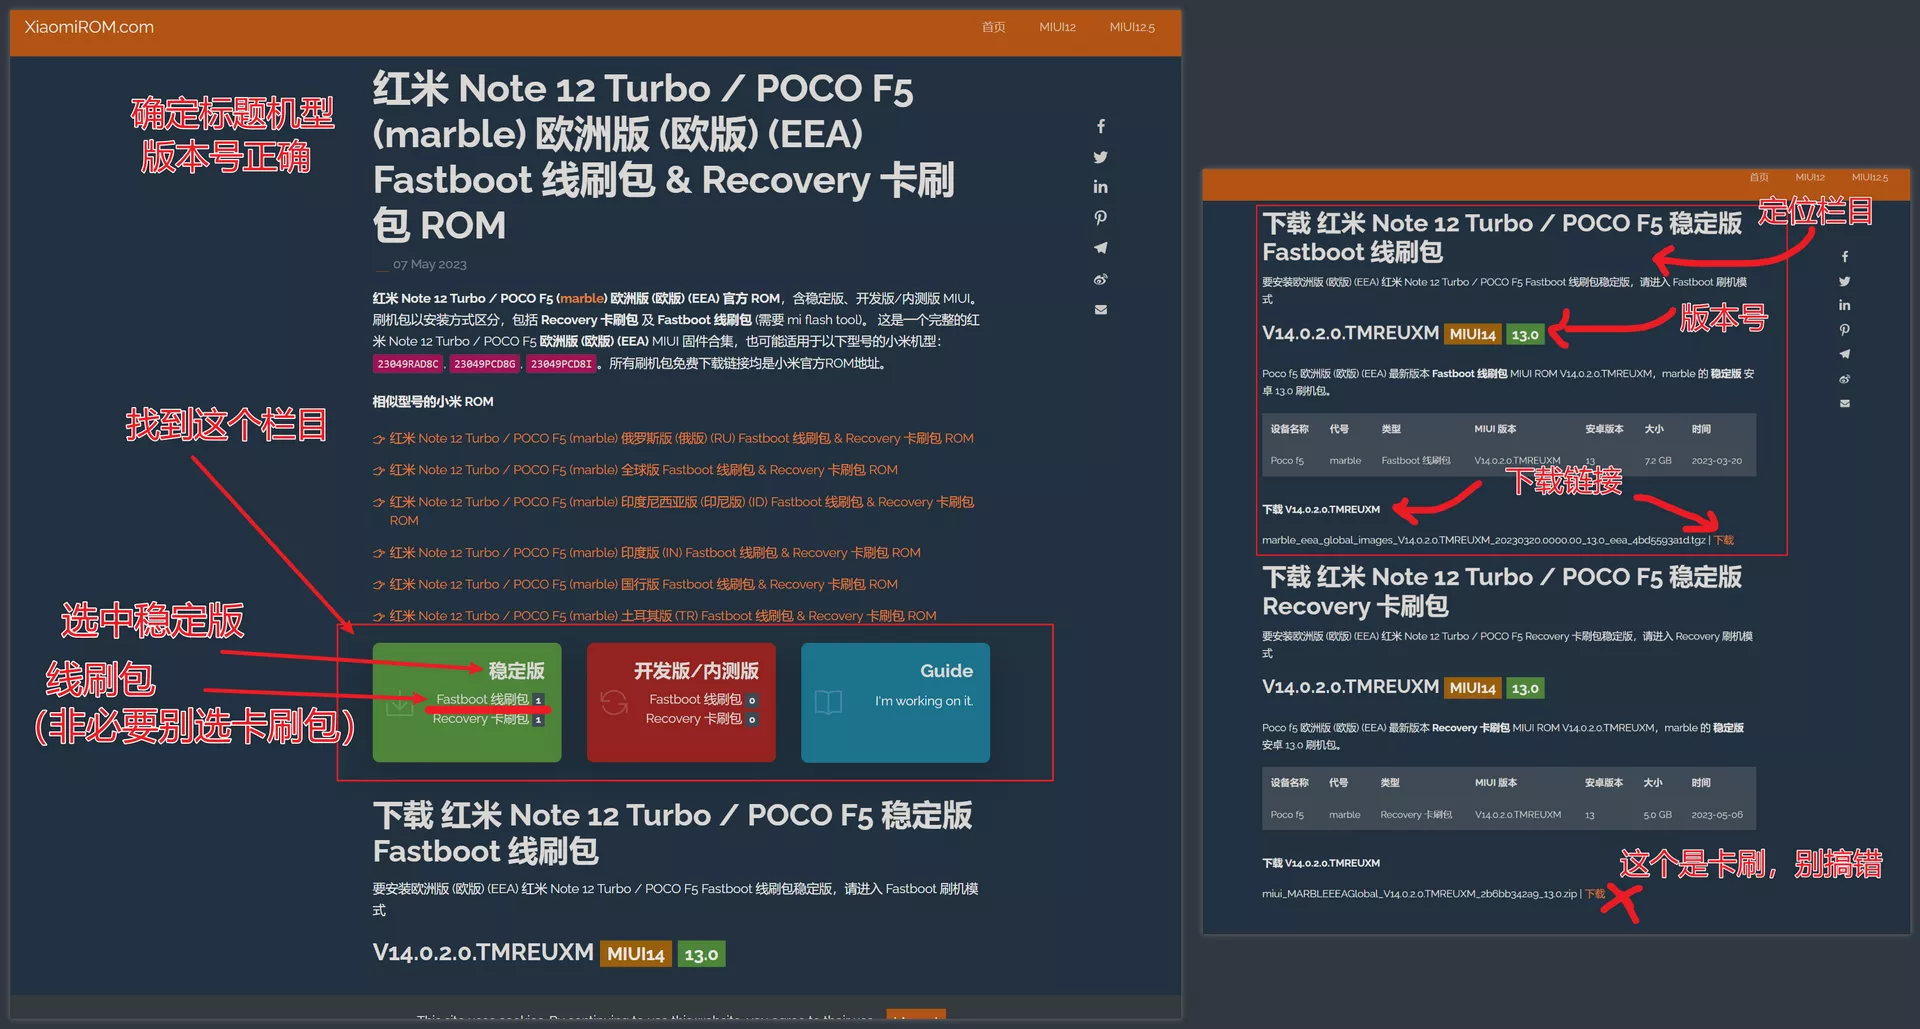 XiaomiROM.com
首页 MIUI12 MIUI12.5
红米 Note 12 Turbo / POCO F5
(marble) 欧洲版 (欧版) (EEA)
Fastboot 线刷包 & Recovery 卡刷
包 ROM
确定标题机型
版本号正确
__ 07 May 2023
红米 Note 12 Turbo / POCO F5 (marble) 欧洲版 (欧版) (EEA) 官方 ROM，含稳定版、开发版/内测版 MIUI。
刷机包以安装方式区分，包括 Recovery 卡刷包 及 Fastboot 线刷包 (需要 mi flash tool)。 这是一个完整的红
米 Note 12 Turbo / POCO F5 欧洲版 (欧版) (EEA) MIUI 固件合集，也可能适用于以下型号的小米机型：
23049RAD8C, 23049PCD8G, 23049PCD8I 。所有刷机包免费下载链接均是小米官方ROM地址。
相似型号的小米 ROM
找到这个栏目
红米 Note 12 Turbo / POCO F5 (marble) 俄罗斯版 (俄版) (RU) Fastboot 线刷包 & Recovery 卡刷包 ROM
红米 Note 12 Turbo / POCO F5 (marble) 全球版 Fastboot 线刷包 & Recovery 卡刷包 ROM
红米 Note 12 Turbo / POCO F5 (marble) 印度尼西亚版 (印尼版) (ID) Fastboot 线刷包 & Recovery 卡刷包
ROM
红米 Note 12 Turbo / POCO F5 (marble) 印度版 (IN) Fastboot 线刷包 & Recovery 卡刷包 ROM
红米 Note 12 Turbo / POCO F5 (marble) 国行版 Fastboot 线刷包 & Recovery 卡刷包 ROM
红米 Note 12 Turbo / POCO F5 (marble) 土耳其版 (TR) Fastboot 线刷包 & Recovery 卡刷包 ROM
选中稳定版
线刷包
（非必要别选卡刷包）
稳定版
Fastboot 线刷包 1
Recovery 卡刷包 1
开发版/内测版
Fastboot 线刷包 0
Recovery 卡刷包 0
Guide
I'm working on it.
下载 红米 Note 12 Turbo / POCO F5 稳定版
Fastboot 线刷包
要安装欧洲版 (欧版) (EEA) 红米 Note 12 Turbo / POCO F5 Fastboot 线刷包稳定版，请进入 Fastboot 刷机模
式
V14.0.2.0.TMREUXM MIUI14 13.0
This site uses cookies. By continuing to use this website, you agree to their use.
首页 MIUI12 MIUI12.5
定位栏目
下载 红米 Note 12 Turbo / POCO F5 稳定版
Fastboot 线刷包
要安装欧洲版 (欧版) (EEA) 红米 Note 12 Turbo / POCO F5 Fastboot 线刷包稳定版，请进入 Fastboot 刷机模
式
V14.0.2.0.TMREUXM MIUI14 13.0
版本号
Poco f5 欧洲版 (欧版) (EEA) 最新版本 Fastboot 线刷包 MIUI ROM V14.0.2.0.TMREUXM，marble 的 稳定版 安
卓 13.0 刷机包。
设备名称 代号 类型 MIUI 版本 安卓版本 大小 时间
Poco f5 marble Fastboot 线刷包 V14.0.2.0.TMREUXM 13 7.2 GB 2023-03-20
下载链接
下载 V14.0.2.0.TMREUXM
marble_eea_global_images_V14.0.2.0.TMREUXM_20230320.0000.00_13.0_eea_4bd5593a1d.tgz | 下载
下载 红米 Note 12 Turbo / POCO F5 稳定版
Recovery 卡刷包
要安装欧洲版 (欧版) (EEA) 红米 Note 12 Turbo / POCO F5 Recovery 卡刷包稳定版，请进入 Recovery 刷机模
式
V14.0.2.0.TMREUXM MIUI14 13.0
Poco f5 欧洲版 (欧版) (EEA) 最新版本 Recovery 卡刷包 MIUI ROM V14.0.2.0.TMREUXM，marble 的 稳定版
安卓 13.0 刷机包。
设备名称 代号 类型 MIUI 版本 安卓版本 大小 时间
Poco f5 marble Recovery 卡刷包 V14.0.2.0.TMREUXM 13 5.0 GB 2023-05-06
下载 V14.0.2.0.TMREUXM
这个是卡刷，别搞错
miui_MARBLEEEAGlobal_V14.0.2.0.TMREUXM_2b6bb342a9_13.0.zip | 下载